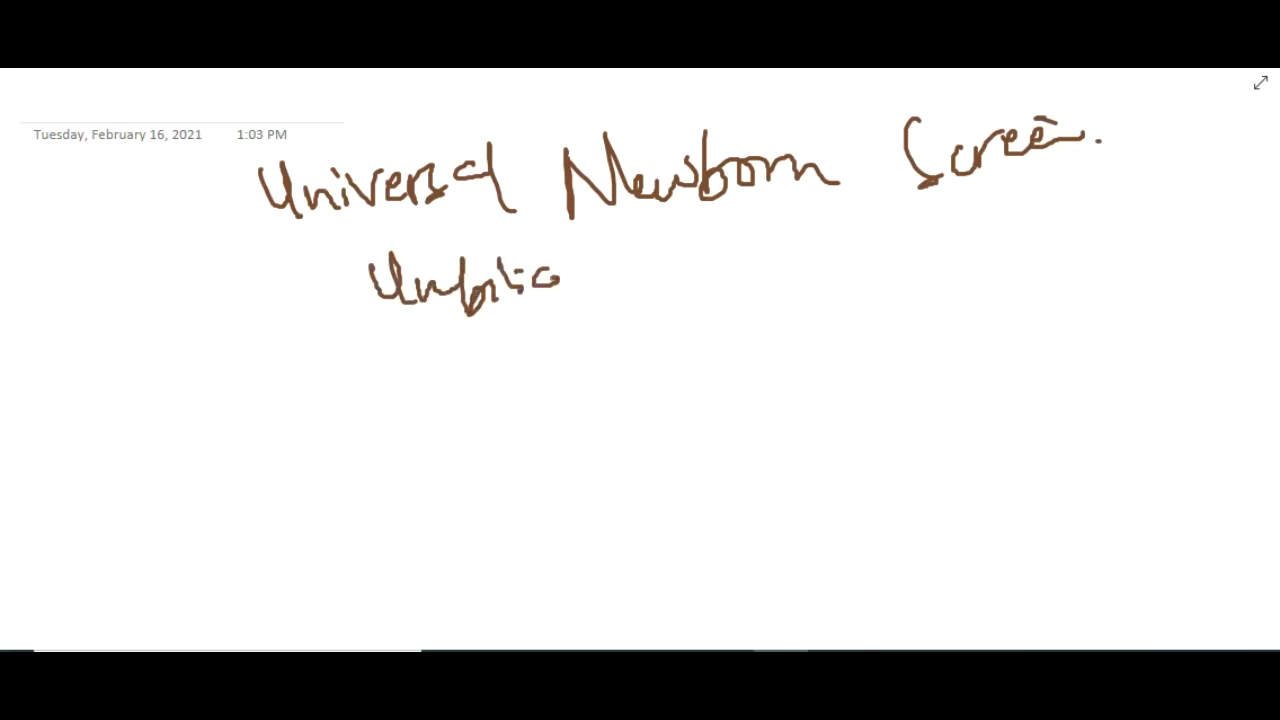 Tuesday, February 16, 2021 1:03 PM
Universal Newborn Screen.